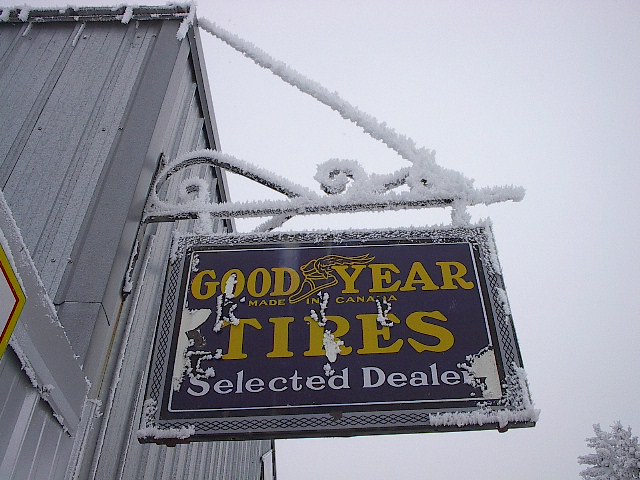 GOOD YEAR
MADE IN CANADA
TIRES
Selected Dealer